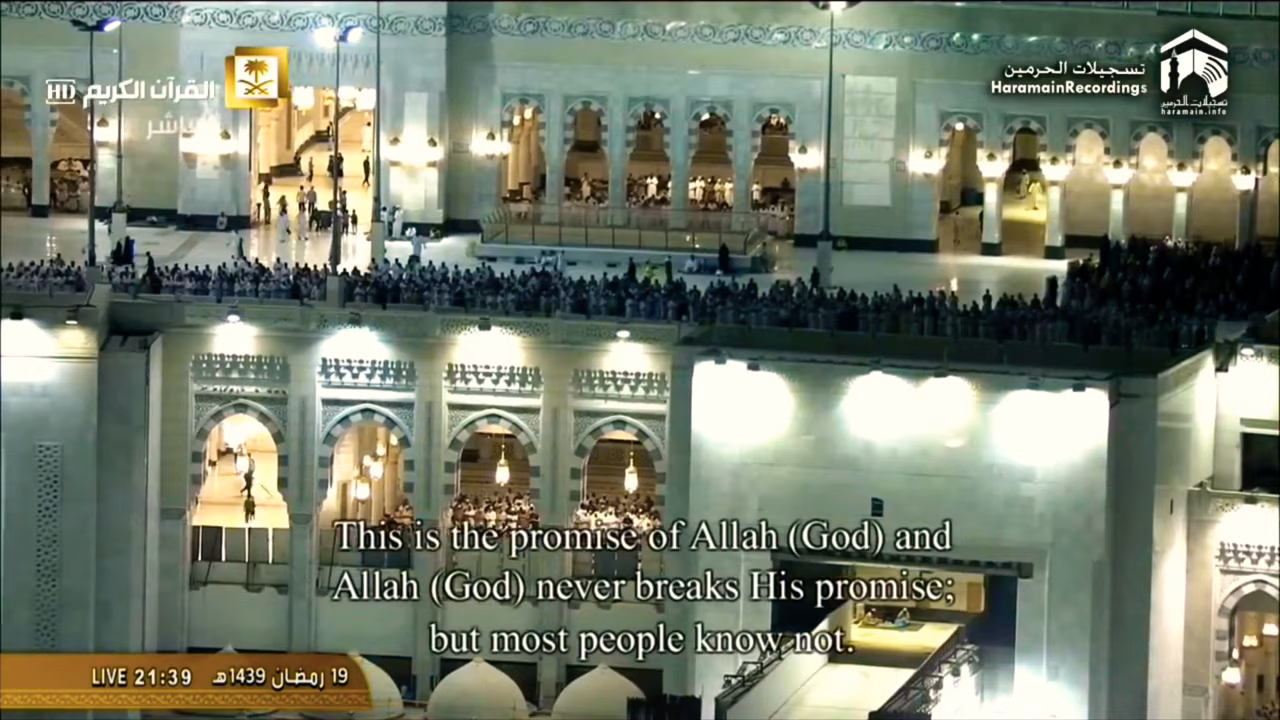 القرآن الكريم HD
مباشر
تسجيلات الحرمين
HaramainRecordings
تسجيلات الحرمين
haramain.info
This is the promise of Allah (God) and
Allah (God) never breaks His promise;
but most people know not.
LIVE 21:39 19 رمضان 1439هـ